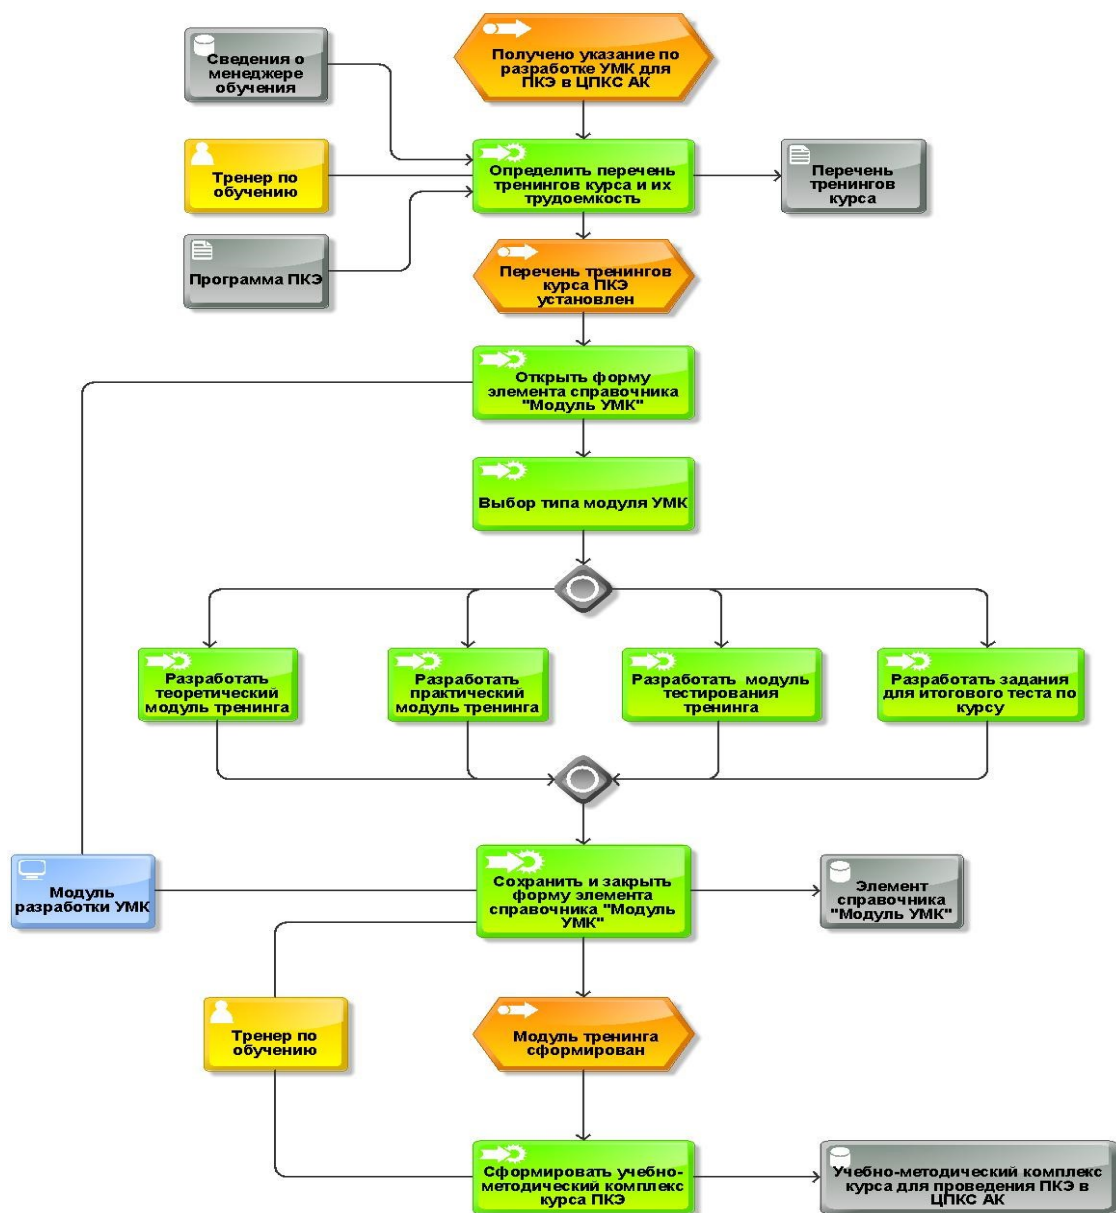 Получено указание по
разработке УМК для
ПКЭ в ЦПКС АК
Сведения о
менеджере
обучения
Тренер по
обучению
Определить перечень
тренингов курса и их
трудоемкость
Перечень
тренингов
курса
Программа ПКЭ
Перечень тренингов
курса ПКЭ
установлен
Открыть форму
элемента справочника
"Модуль УМК"
Выбор типа модуля УМК
Разработать
теоретический
модуль тренинга
Разработать
практический
модуль тренинга
Разработать модуль
тестирования
тренинга
Разработать задания
для итогового теста по
курсу
Модуль
разработки УМК
Сохранить и закрыть
форму элемента
справочника "Модуль
УМК"
Элемент
справочника
"Модуль УМК"
Тренер по
обучению
Модуль тренинга
сформирован
Сформировать учебно-
методический комплекс
курса ПКЭ
Учебно-методический комплекс
курса для проведения ПКЭ в
ЦПКС АК